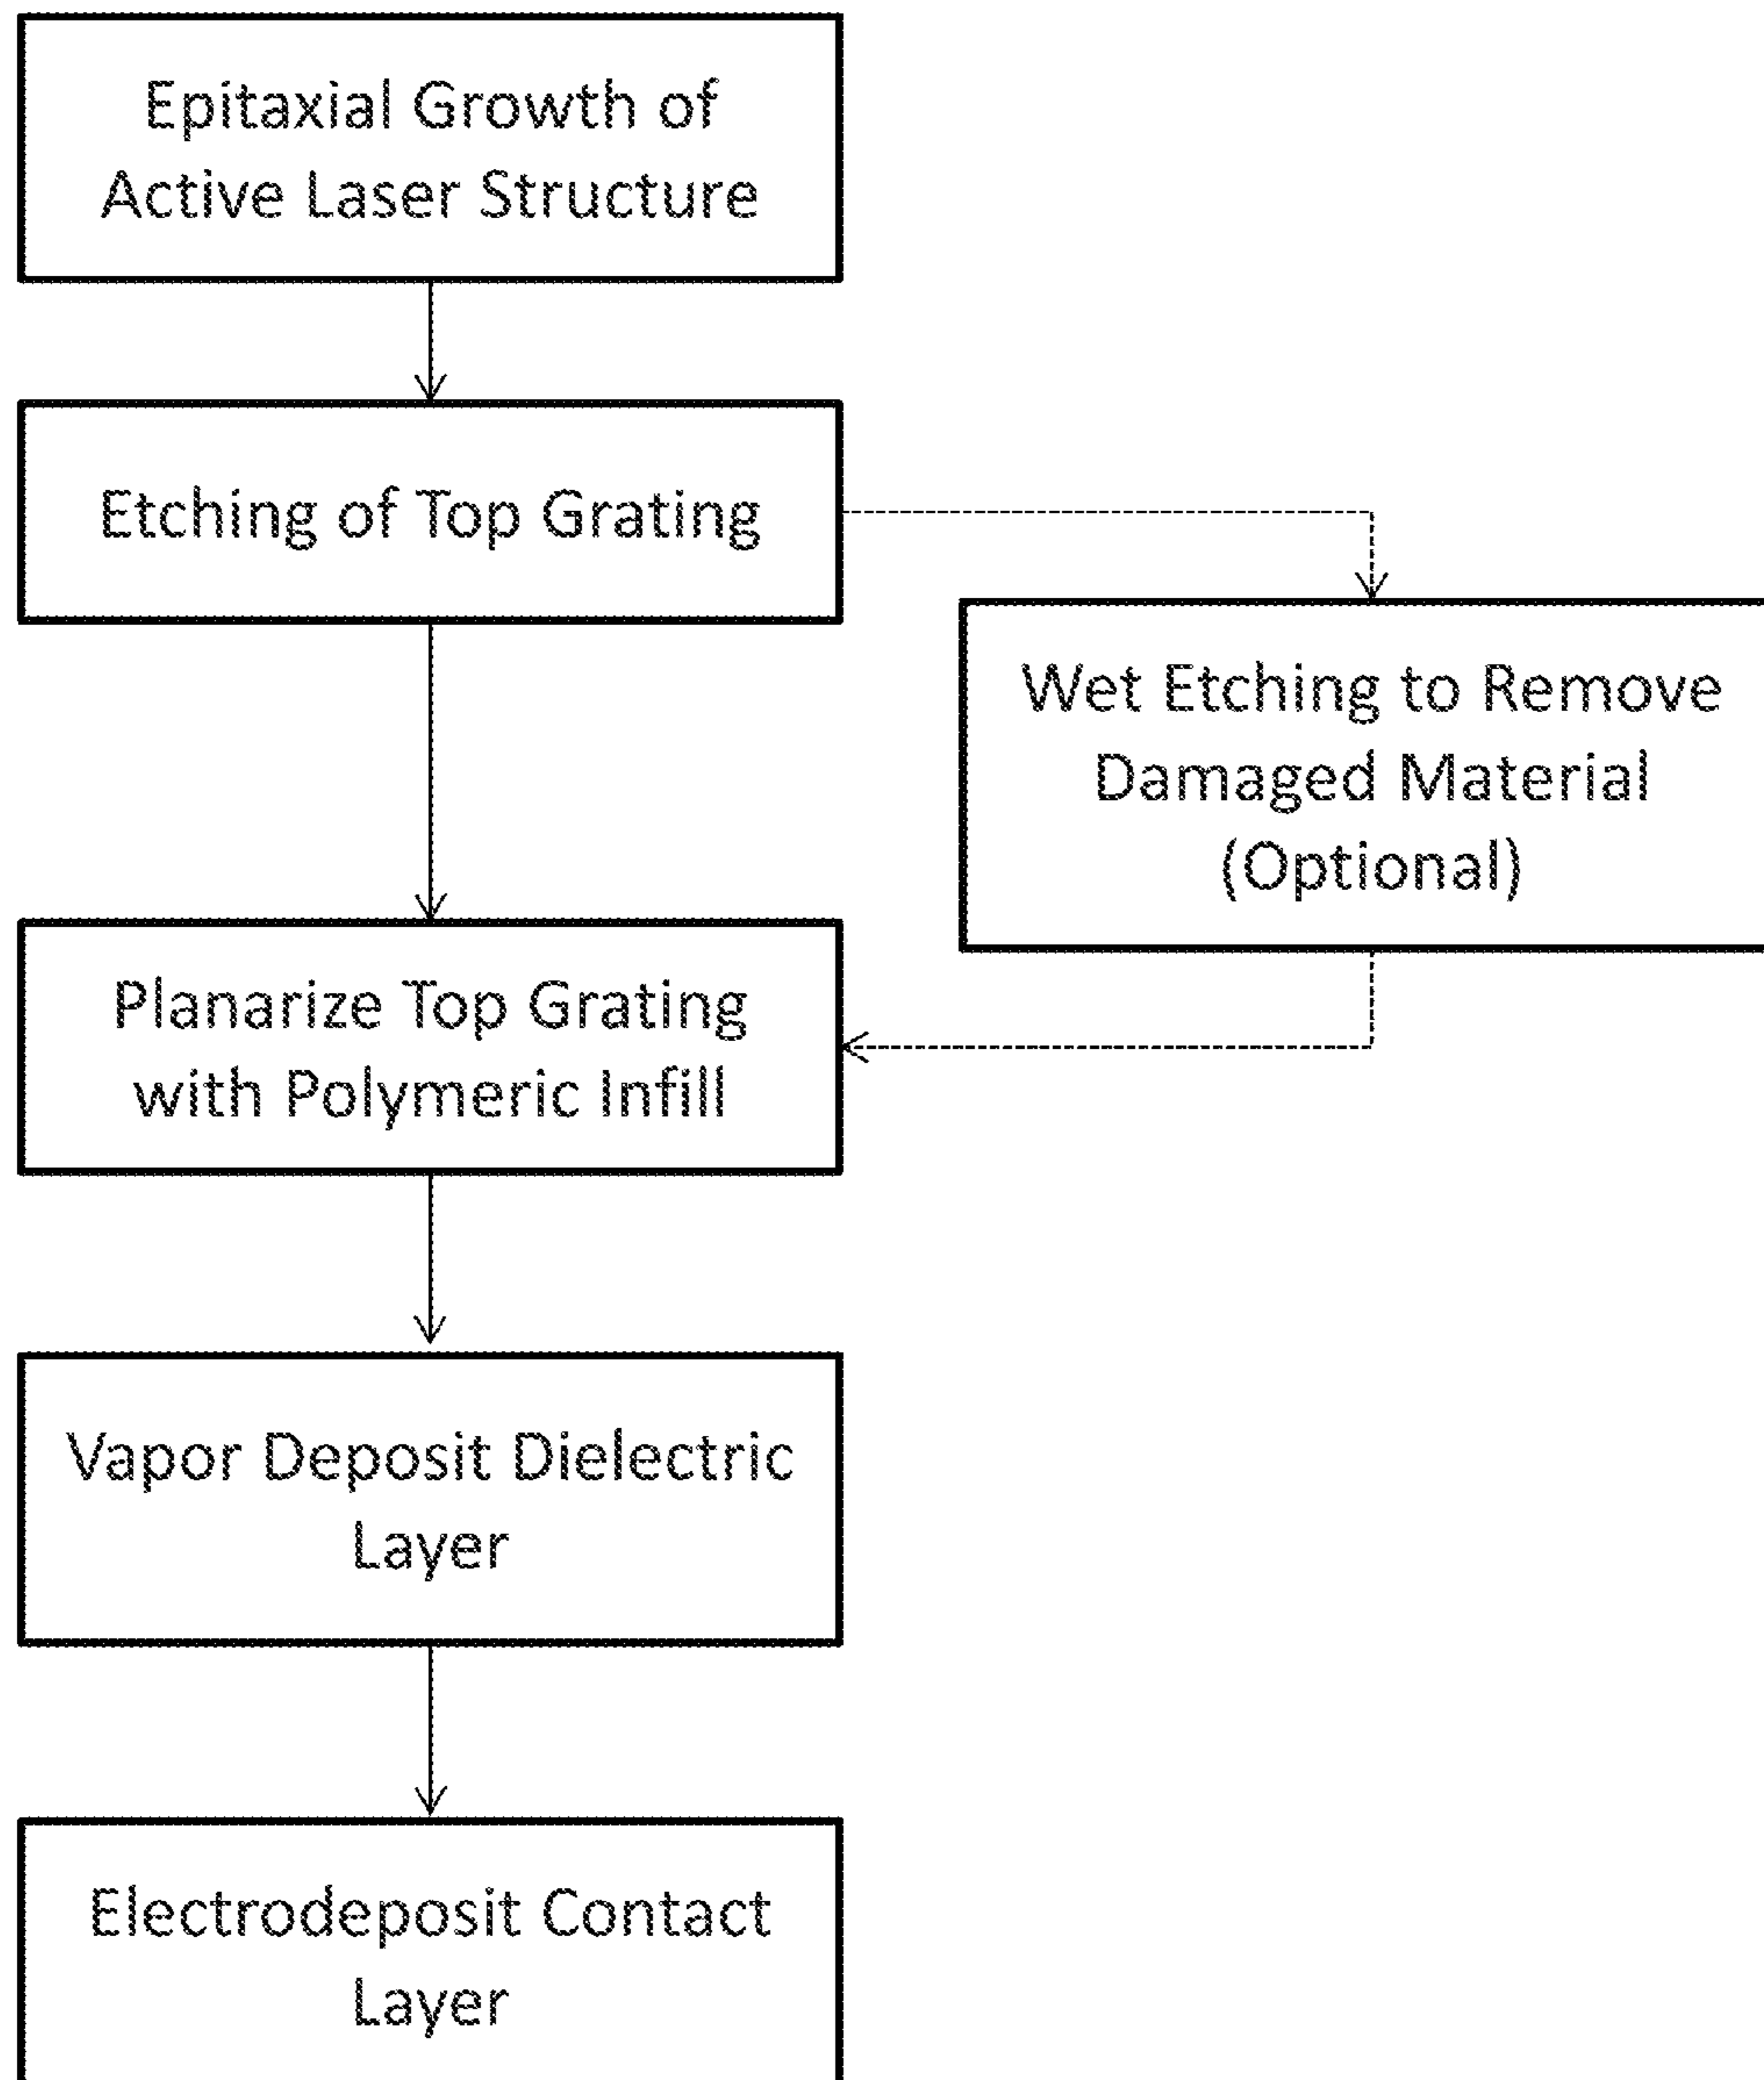 Epitaxial Growth of
Active Laser Structure
Etching of Top Grating
Wet Etching to Remove
Damaged Material
(Optional)
Planarize Top Grating
with Polymeric Infill
Vapor Deposit Dielectric
Layer
Electrodeposit Contact
Layer